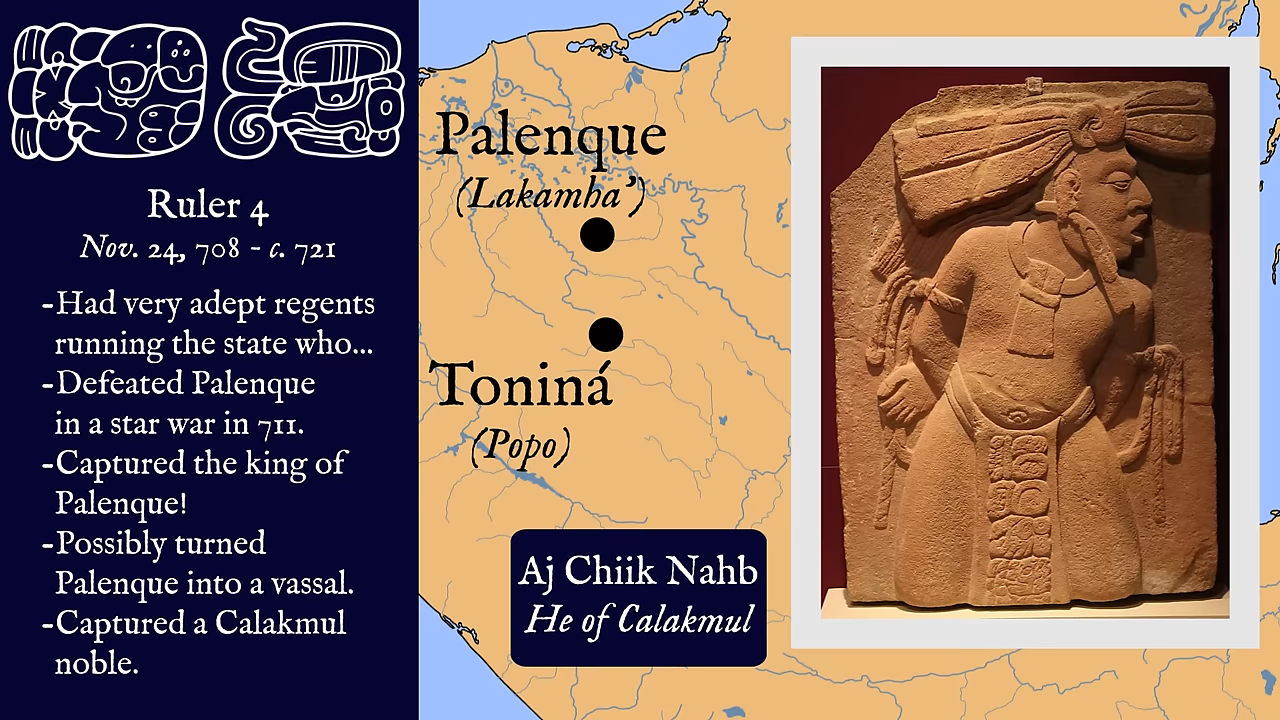 Ruler 4
Nov. 24, 708 - c. 721
-Had very adept regents
running the state who...
-Defeated Palenque
in a star war in 711.
-Captured the king of
Palenque!
-Possibly turned
Palenque into a vassal.
-Captured a Calakmul
noble.
Palenque
(Lakamha’)
Toniná
(Popo)
Aj Chiik Nahb
He of Calakmul